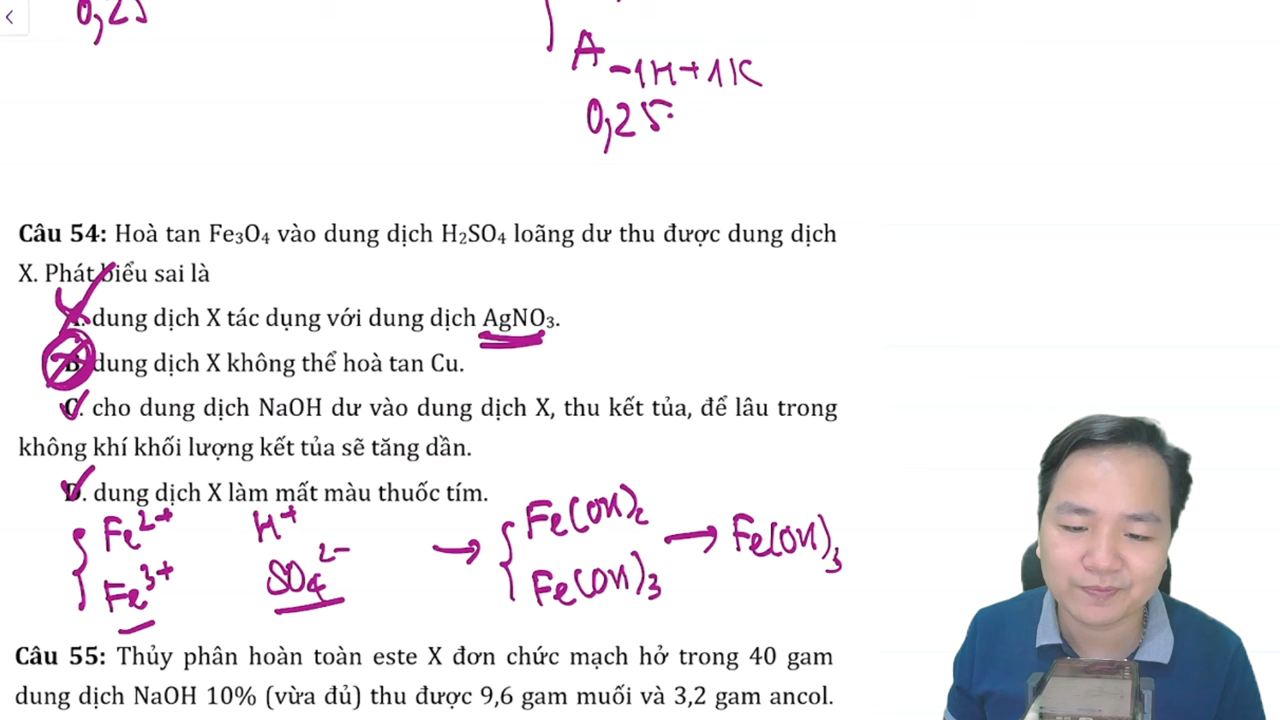 0,25
A -1H+1K
0,25
Câu 54: Hoà tan Fe₃O₄ vào dung dịch H₂SO₄ loãng dư thu được dung dịch
X. Phát biểu sai là
A. dung dịch X tác dụng với dung dịch AgNO₃.
B. dung dịch X không thể hoà tan Cu.
C. cho dung dịch NaOH dư vào dung dịch X, thu kết tủa, để lâu trong
không khí khối lượng kết tủa sẽ tăng dần.
D. dung dịch X làm mất màu thuốc tím.
Fe²⁺ H⁺ → Fe(OH)₂ → Fe(OH)₃
Fe³⁺ SO₄²⁻ Fe(OH)₃
Câu 55: Thủy phân hoàn toàn este X đơn chức mạch hở trong 40 gam
dung dịch NaOH 10% (vừa đủ) thu được 9,6 gam muối và 3,2 gam ancol.